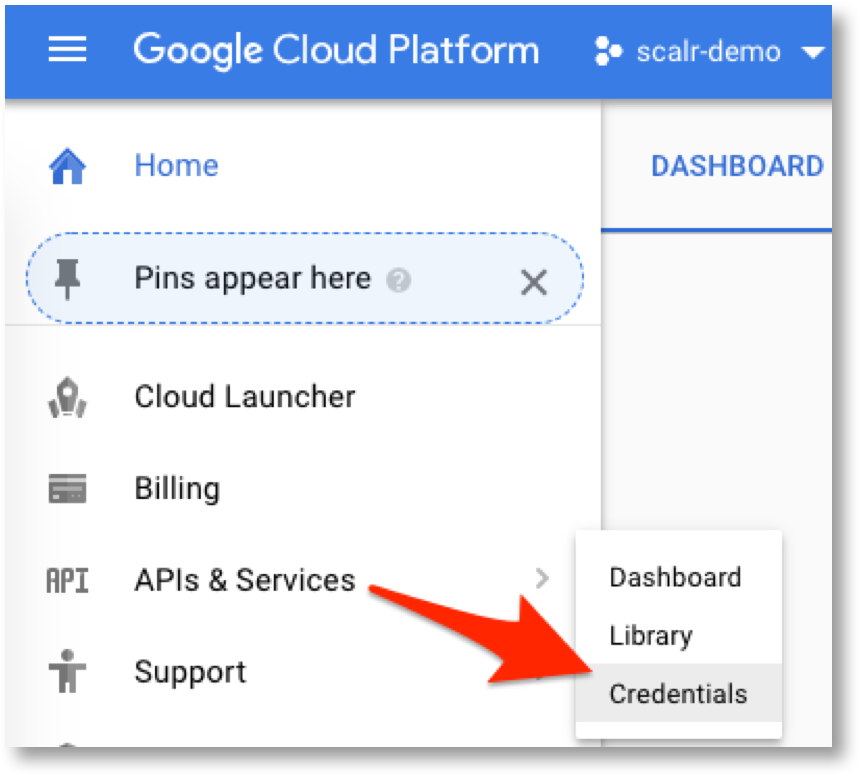 Google Cloud Platform scalr-demo
Home
DASHBOARD
Pins appear here ?
Cloud Launcher
Billing
API APIs & Services
Support
Dashboard
Library
Credentials